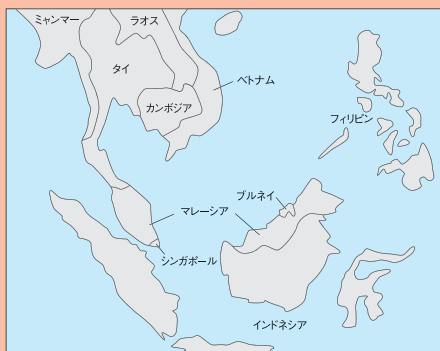 ミャンマー
ラオス
タイ
ベトナム
カンボジア
フィリピン
ブルネイ
マレーシア
シンガポール
インドネシア